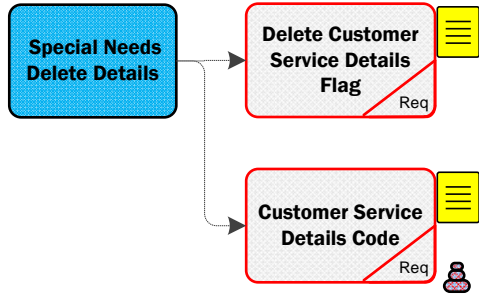 Special Needs
Delete Details
Delete Customer
Service Details
Flag
Req
Customer Service
Details Code
Req